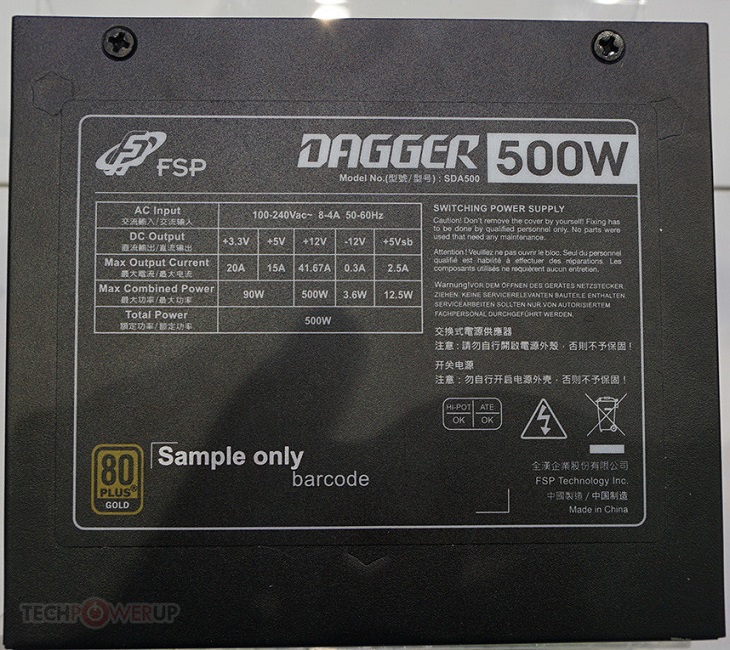 FSP
DAGGER 500W
Model No.(型號/型号) : SDA500
AC Input
交流輸入/交流输入
100-240Vac~ 8-4A 50-60Hz
DC Output
直流輸出/直流输出
+3.3V +5V +12V -12V +5Vsb
Max Output Current
最大電流/最大电流
20A 15A 41.67A 0.3A 2.5A
Max Combined Power
最大功率/最大功率
90W 500W 3.6W 12.5W
Total Power
額定功率/额定功率
500W
SWITCHING POWER SUPPLY
Caution! Don't remove the cover by yourself! Fixing has
to be done by qualified personnel only. No parts were
used that need any maintenance.
Attention! Veuillez ne pas ouvrir le bloc. Seul du personnel
qualifié est habilité à effectuer des réparations. Les
composants utilisés ne requièrent aucun entretien.
Warnung!VOR DEM ÖFFNEN DES GERÄTES NETZSTECKER
ZIEHEN. KEINE SERVICERELEVANTEN BAUTEILE ENTHALTEN
SERVICEARBEITEN SOLLTEN NUR VON AUTORISIERTEM
FACHPERSONAL DURCHGEFÜHRT WERDEN.
交換式電源供應器
注意：請勿自行開啟電源外殼，否則不予保固！
开关电源
注意：勿自行开启电源外壳，否则不予保固！
Hi-POT ATE
OK OK
80
PLUS®
GOLD
Sample only
barcode
全漢企業股份有限公司
FSP Technology Inc.
中國製造/中国制造
Made in China
TECHPOWERUP